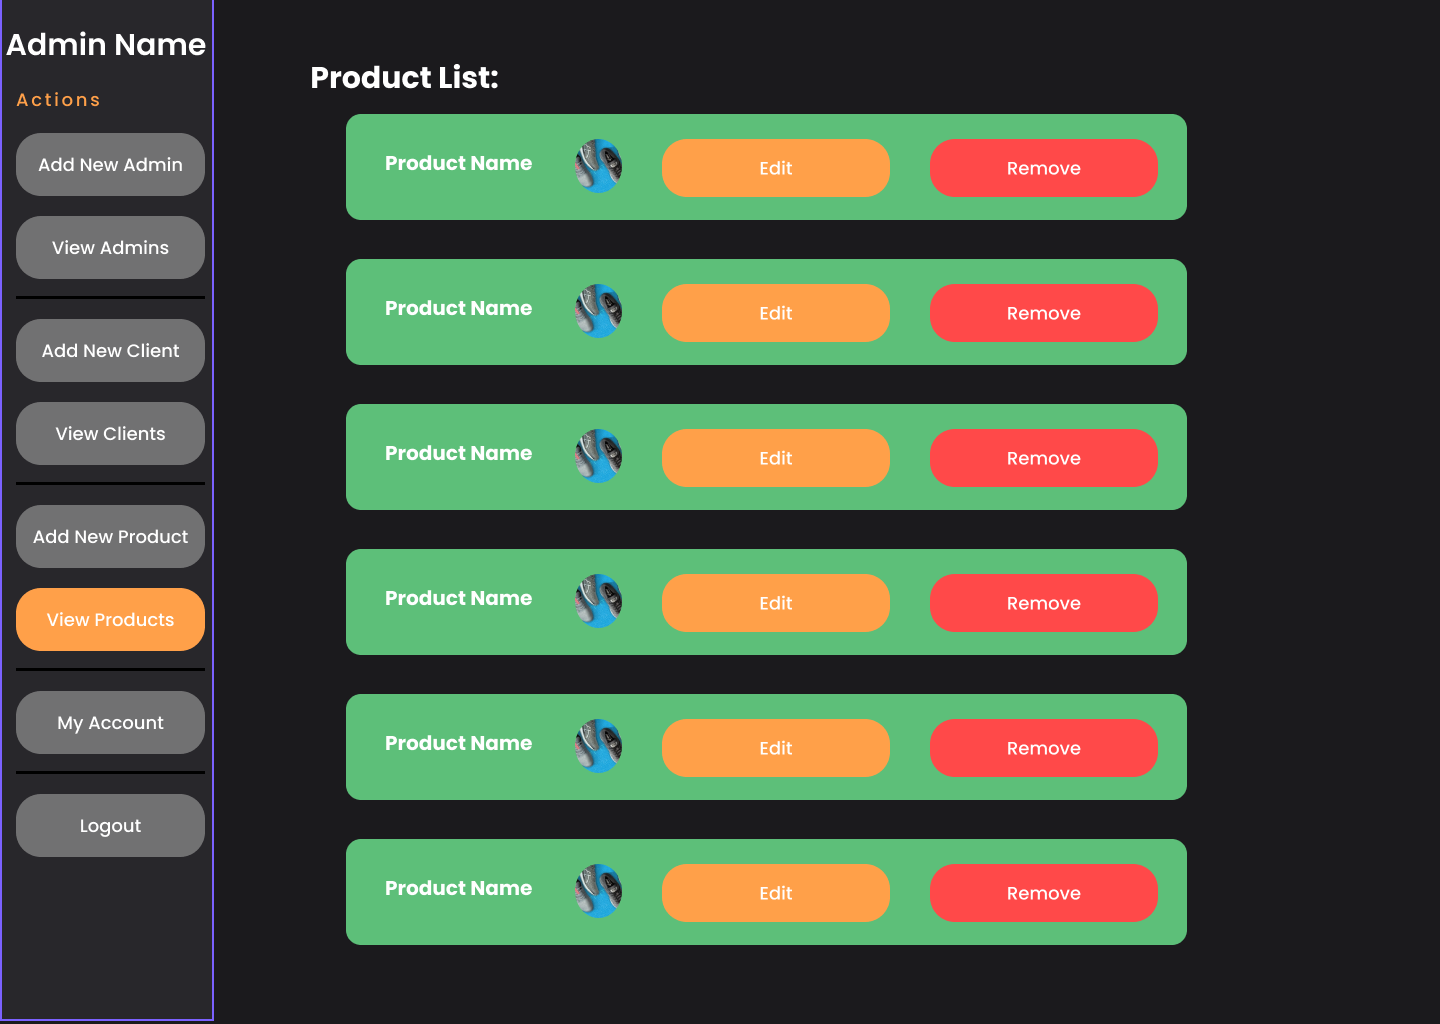 Admin Name
Actions
Add New Admin
View Admins
Add New Client
View Clients
Add New Product
View Products
My Account
Logout
Product List:
Product Name Edit Remove
Product Name Edit Remove
Product Name Edit Remove
Product Name Edit Remove
Product Name Edit Remove
Product Name Edit Remove